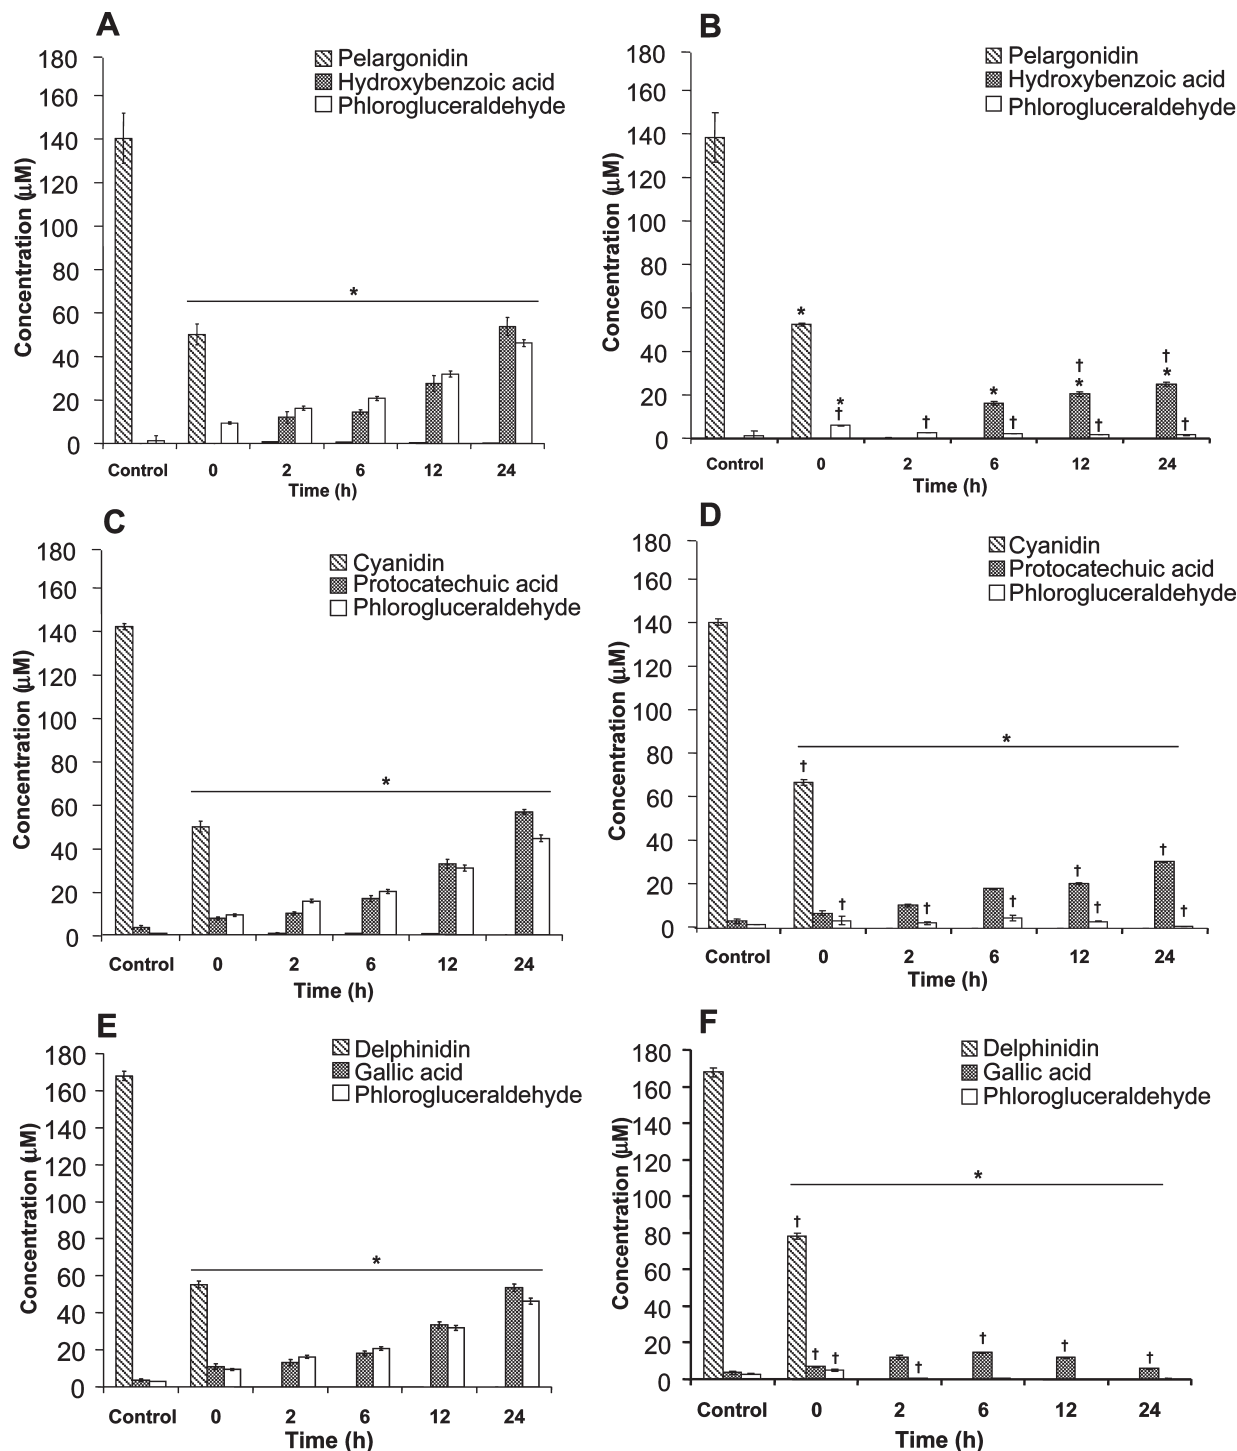 A
Pelargonidin
Hydroxybenzoic acid
Phlorogluceraldehyde
Concentration (µM)
180
160
140
120
100
80
60
40
20
0
*
Control 0 2 6 12 24
Time (h)
B
Pelargonidin
Hydroxybenzoic acid
Phlorogluceraldehyde
Concentration (µM)
180
160
140
120
100
80
60
40
20
0
*
*
†
†
*
†
†
*
†
†
*
†
Control 0 2 6 12 24
Time (h)
C
Cyanidin
Protocatechuic acid
Phlorogluceraldehyde
Concentration (µM)
180
160
140
120
100
80
60
40
20
0
*
Control 0 2 6 12 24
Time (h)
D
Cyanidin
Protocatechuic acid
Phlorogluceraldehyde
Concentration (µM)
180
160
140
120
100
80
60
40
20
0
*
† † † † † † † †
Control 0 2 6 12 24
Time (h)
E
Delphinidin
Gallic acid
Phlorogluceraldehyde
Concentration (µM)
180
160
140
120
100
80
60
40
20
0
*
Control 0 2 6 12 24
Time (h)
F
Delphinidin
Gallic acid
Phlorogluceraldehyde
Concentration (µM)
180
160
140
120
100
80
60
40
20
0
*
† † † † † † †
Control 0 2 6 12 24
Time (h)